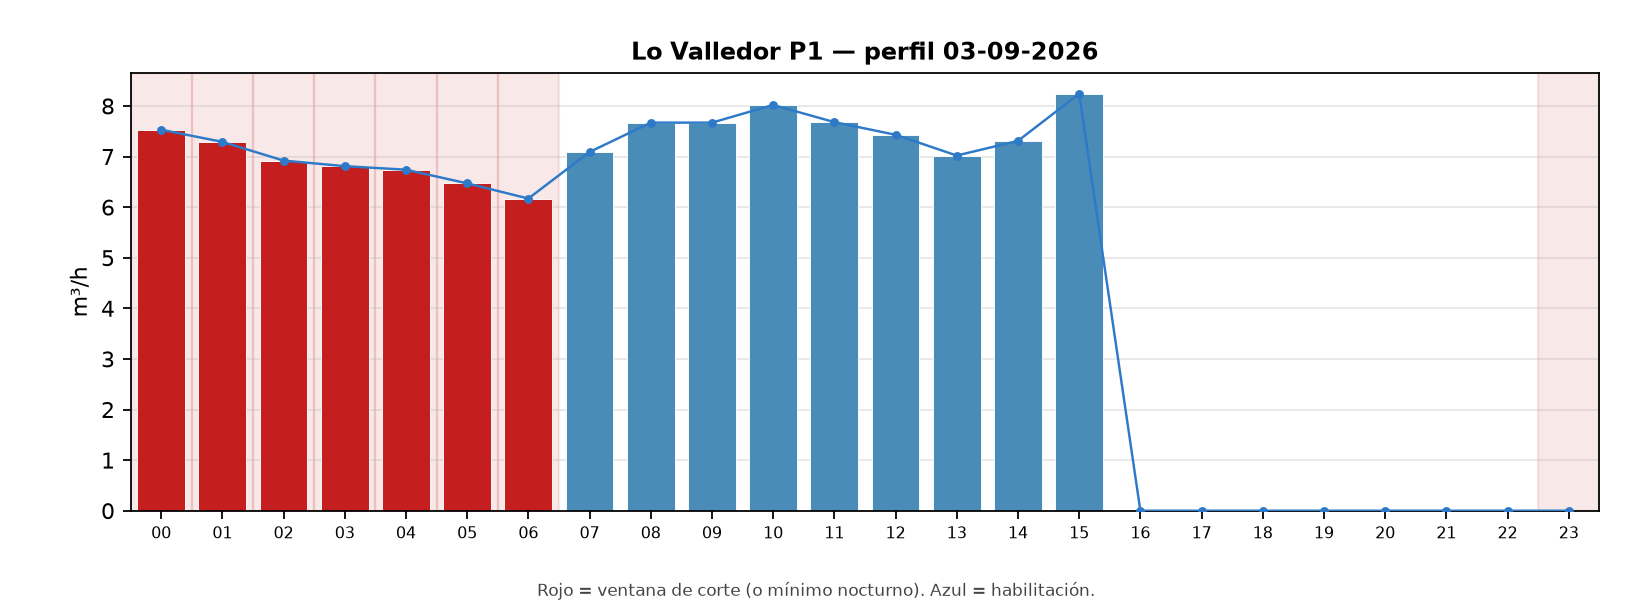 Lo Valledor P1 — perfil 03-09-2026
m³/h
8
7
6
5
4
3
2
1
0
00 01 02 03 04 05 06 07 08 09 10 11 12 13 14 15 16 17 18 19 20 21 22 23
Rojo = ventana de corte (o mínimo nocturno). Azul = habilitación.